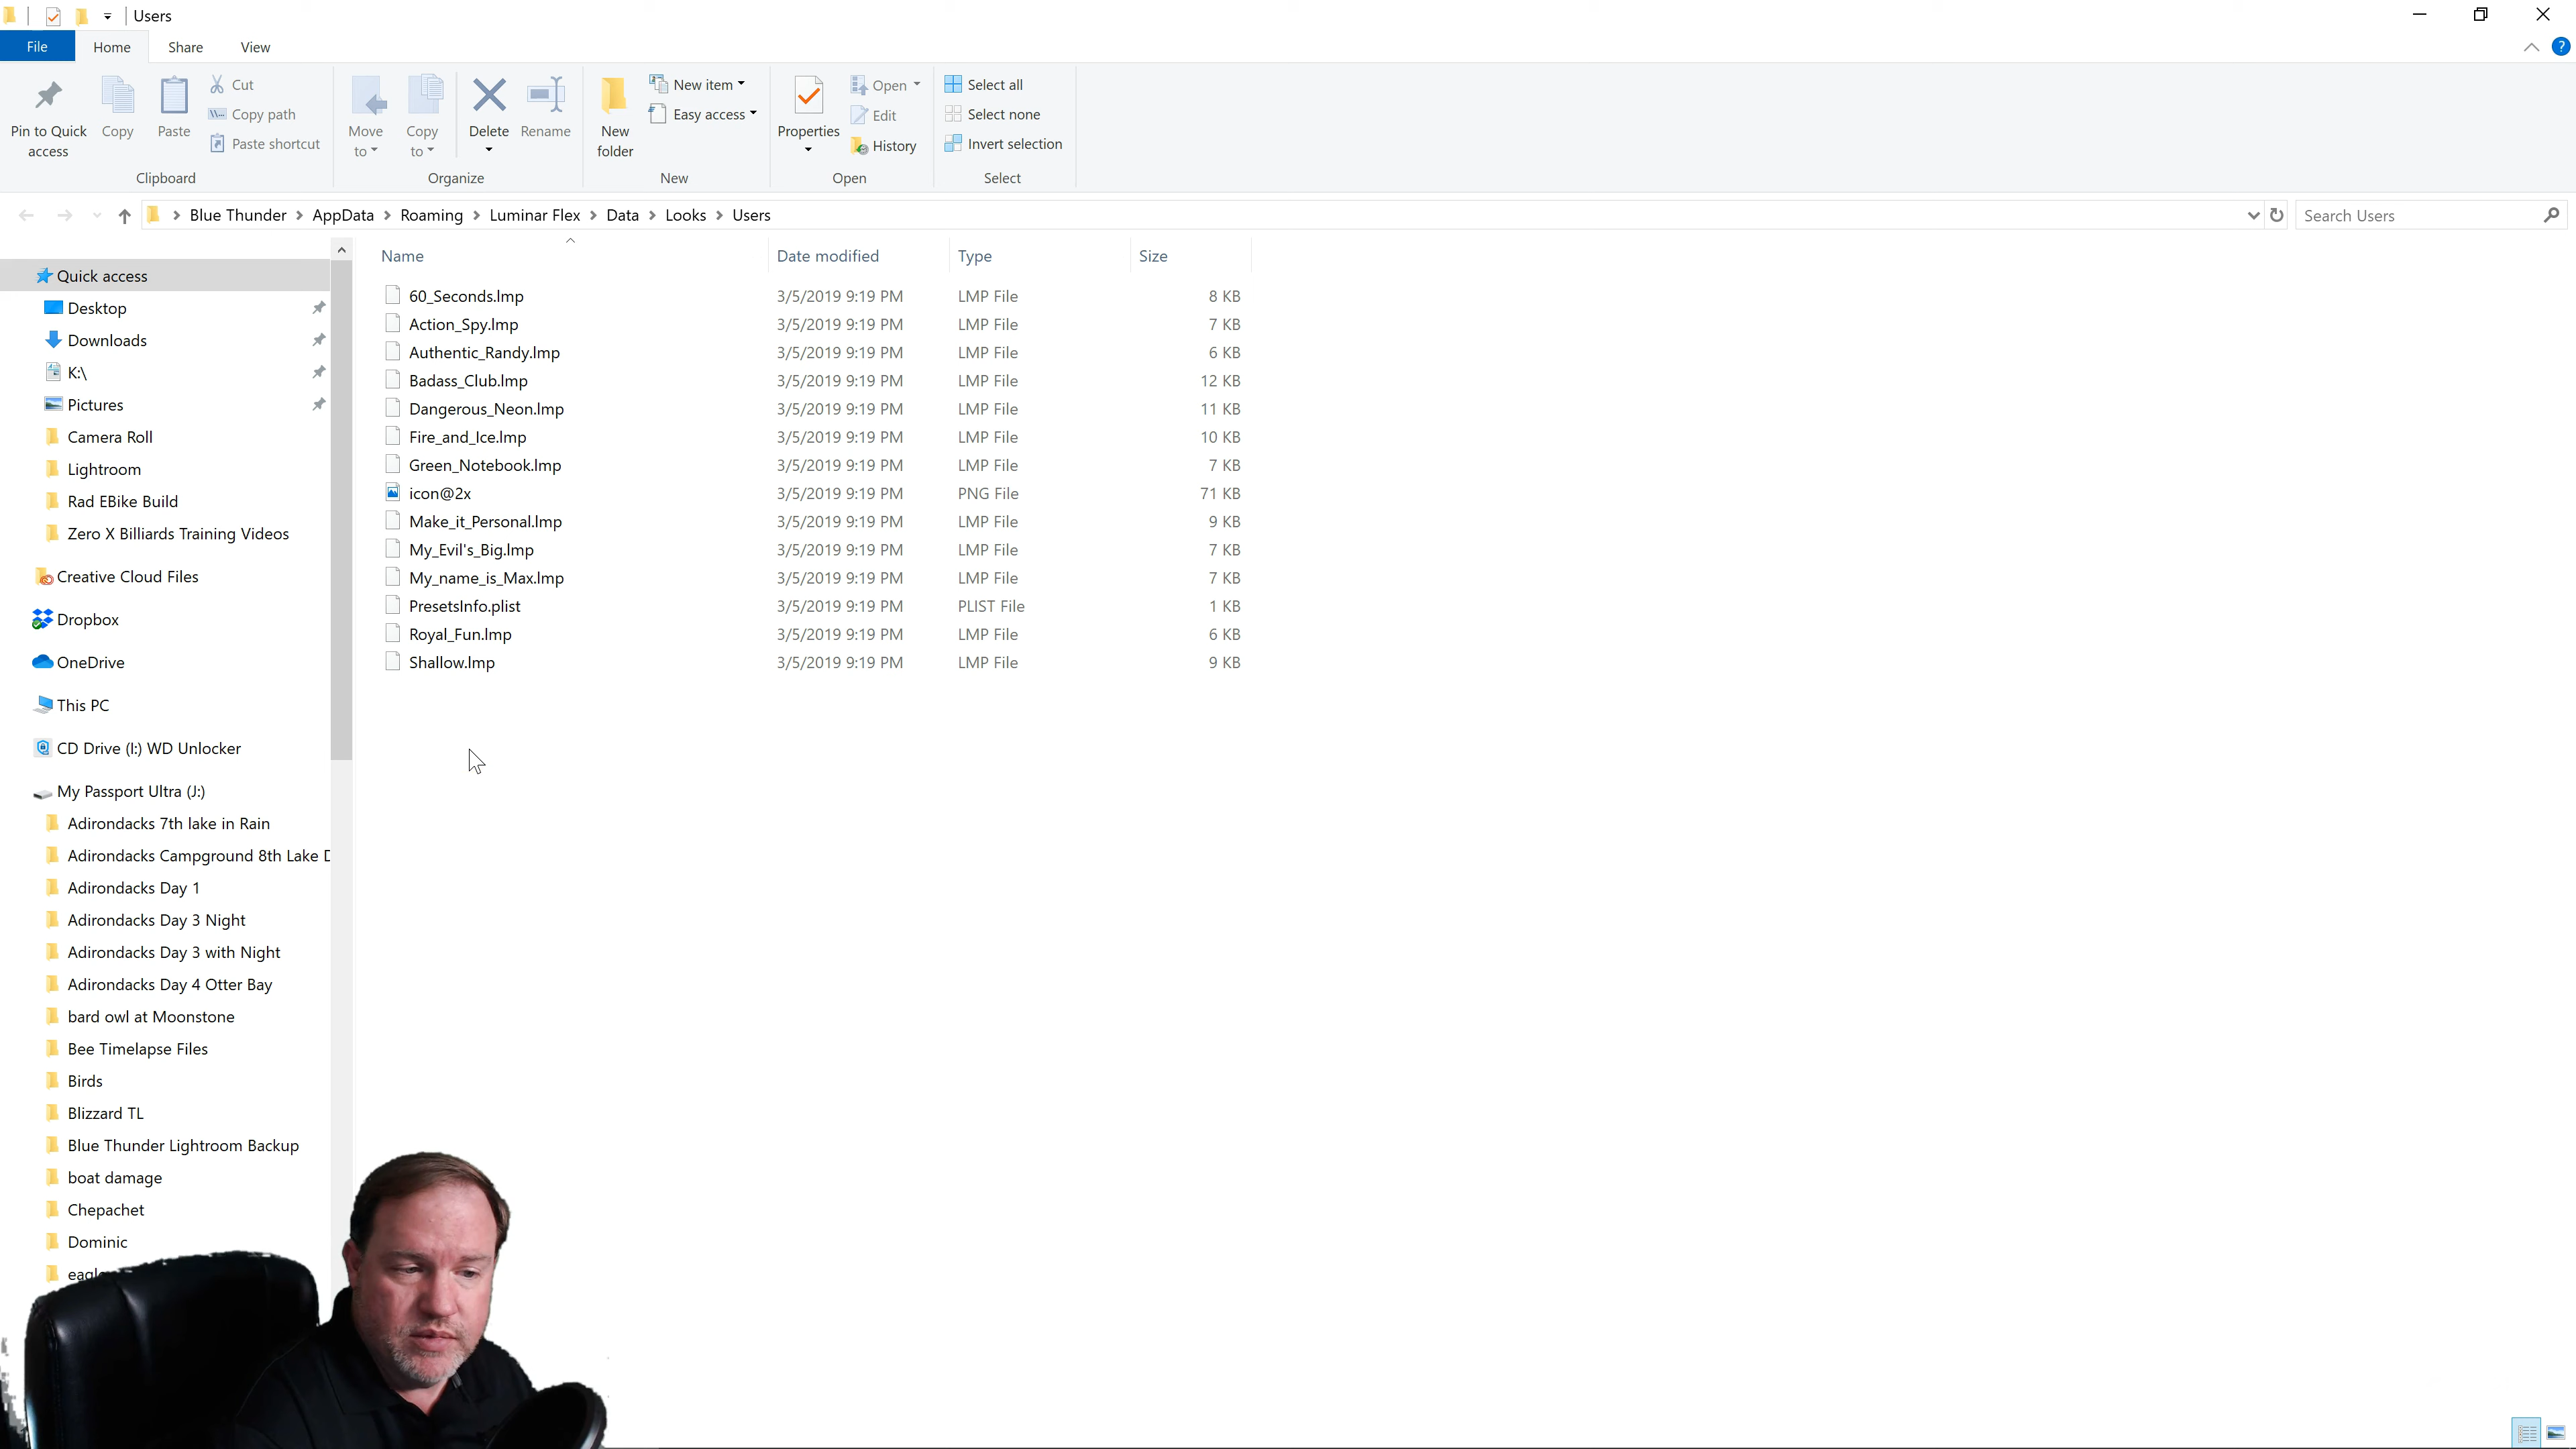 Users
File Home Share View
Pin to Quick access
Copy
Paste
Cut
Copy path
Paste shortcut
Clipboard
Move to
Copy to
Delete
Rename
Organize
New folder
New item
Easy access
New
Properties
Open
Edit
History
Open
Select all
Select none
Invert selection
Select
Blue Thunder > AppData > Roaming > Luminar Flex > Data > Looks > Users
Search Users
Quick access
Desktop
Downloads
K:\
Pictures
Camera Roll
Lightroom
Rad EBike Build
Zero X Billiards Training Videos
Creative Cloud Files
Dropbox
OneDrive
This PC
CD Drive (I:) WD Unlocker
My Passport Ultra (J:)
Adirondacks 7th lake in Rain
Adirondacks Campground 8th Lake D
Adirondacks Day 1
Adirondacks Day 3 Night
Adirondacks Day 3 with Night
Adirondacks Day 4 Otter Bay
bard owl at Moonstone
Bee Timelapse Files
Birds
Blizzard TL
Blue Thunder Lightroom Backup
boat damage
Chepachet
Dominic
Name Date modified Type Size
60_Seconds.lmp 3/5/2019 9:19 PM LMP File 8 KB
Action_Spy.lmp 3/5/2019 9:19 PM LMP File 7 KB
Authentic_Randy.lmp 3/5/2019 9:19 PM LMP File 6 KB
Badass_Club.lmp 3/5/2019 9:19 PM LMP File 12 KB
Dangerous_Neon.lmp 3/5/2019 9:19 PM LMP File 11 KB
Fire_and_Ice.lmp 3/5/2019 9:19 PM LMP File 10 KB
Green_Notebook.lmp 3/5/2019 9:19 PM LMP File 7 KB
icon@2x 3/5/2019 9:19 PM PNG File 71 KB
Make_it_Personal.lmp 3/5/2019 9:19 PM LMP File 9 KB
My_Evil's_Big.lmp 3/5/2019 9:19 PM LMP File 7 KB
My_name_is_Max.lmp 3/5/2019 9:19 PM LMP File 7 KB
PresetsInfo.plist 3/5/2019 9:19 PM PLIST File 1 KB
Royal_Fun.lmp 3/5/2019 9:19 PM LMP File 6 KB
Shallow.lmp 3/5/2019 9:19 PM LMP File 9 KB